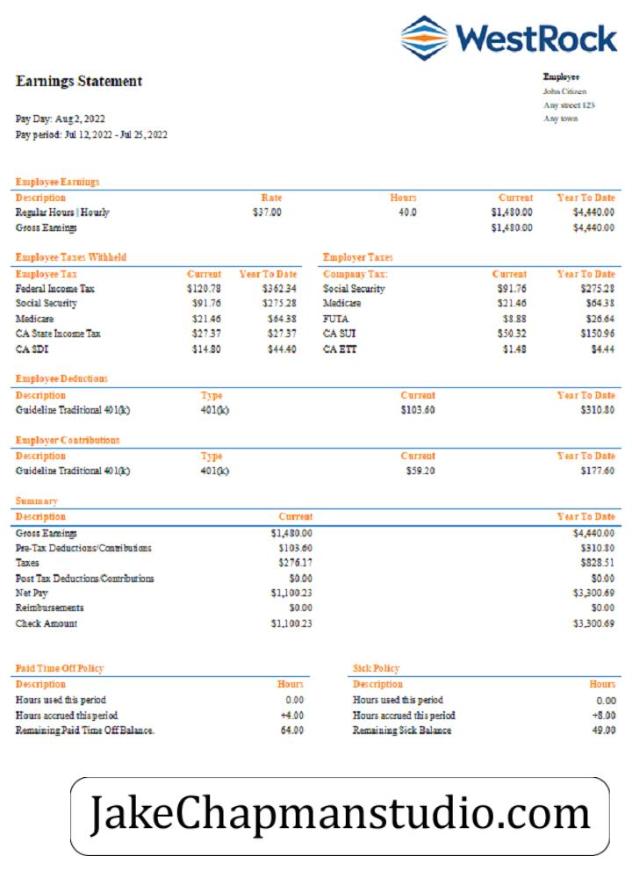 WestRock
Earnings Statement
Employee
John Citizen
Any street 123
Any town
Pay Day: Aug 2, 2022
Pay period: Jul 12, 2022 - Jul 25, 2022
Employee Earnings
Description Rate Hours Current Year To Date
Regular Hours | Hourly $37.00 40.0 $1,480.00 $4,440.00
Gross Earnings $1,480.00 $4,440.00
Employee Taxes Withheld Employer Taxes
Employee Tax Current Year To Date Company Tax: Current Year To Date
Federal Income Tax $120.78 $362.34 Social Security $91.76 $275.28
Social Security $91.76 $275.28 Medicare $21.46 $64.38
Medicare $21.46 $64.38 FUTA $8.88 $26.64
CA State Income Tax $27.37 $27.37 CA SUI $50.32 $150.96
CA SDI $14.80 $44.40 CA ETT $1.48 $4.44
Employee Deductions
Description Type Current Year To Date
Guideline Traditional 401(k) 401(k) $103.60 $310.80
Employer Contributions
Description Type Current Year To Date
Guideline Traditional 401(k) 401(k) $59.20 $177.60
Summary
Description Current Year To Date
Gross Earnings $1,480.00 $4,440.00
Pre-Tax Deductions/Contributions $103.60 $310.80
Taxes $276.17 $828.51
Post Tax Deductions/Contributions $0.00 $0.00
Net Pay $1,100.23 $3,300.69
Reimbursements $0.00 $0.00
Check Amount $1,100.23 $3,300.69
Paid Time Off Policy Sick Policy
Description Hours Description Hours
Hours used this period 0.00 Hours used this period 0.00
Hours accrued this period +4.00 Hours accrued this period +8.00
Remaining Paid Time Off Balance. 64.00 Remaining Sick Balance 49.00
JakeChapmanstudio.com